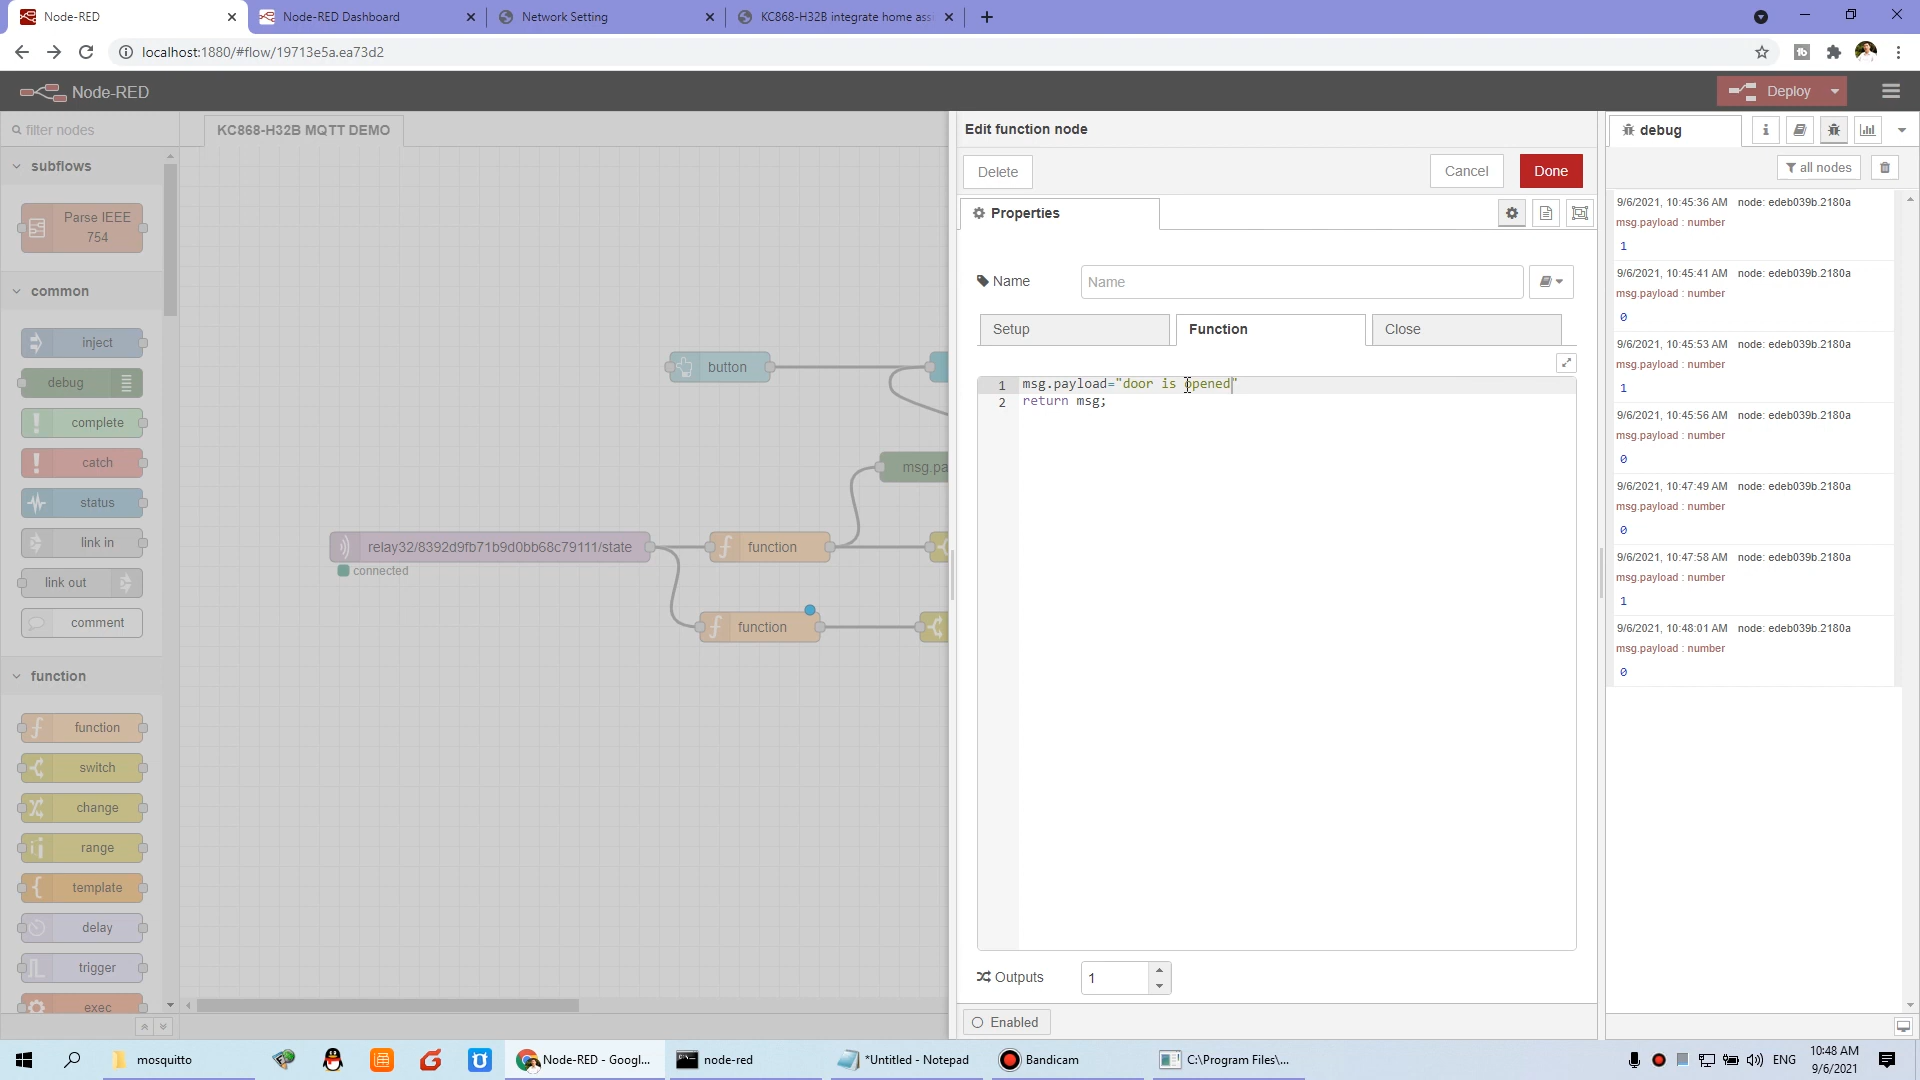 Node-RED
Node-RED Dashboard
Network Setting
KC868-H32B integrate home assi
localhost:1880/#flow/19713e5a.ea73d2
Node-RED
Deploy
filter nodes
KC868-H32B MQTT DEMO
Edit function node
debug
Delete
Cancel
Done
all nodes
subflows
Parse IEEE
754
common
inject
debug
complete
catch
status
link in
link out
comment
function
function
switch
change
range
template
delay
trigger
exec
button
msg.pa
relay32/8392d9fb71b9d0bb68c79111/state
connected
function
function
Properties
Name
Name
Setup
Function
Close
1 msg.payload="door is opened"
2 return msg;
Outputs
1
Enabled
9/6/2021, 10:45:36 AM node: edeb039b.2180a
msg.payload : number
1
9/6/2021, 10:45:41 AM node: edeb039b.2180a
msg.payload : number
0
9/6/2021, 10:45:53 AM node: edeb039b.2180a
msg.payload : number
1
9/6/2021, 10:45:56 AM node: edeb039b.2180a
msg.payload : number
0
9/6/2021, 10:47:49 AM node: edeb039b.2180a
msg.payload : number
0
9/6/2021, 10:47:58 AM node: edeb039b.2180a
msg.payload : number
1
9/6/2021, 10:48:01 AM node: edeb039b.2180a
msg.payload : number
0
mosquitto
Node-RED - Googl...
node-red
*Untitled - Notepad
Bandicam
C:\Program Files\...
ENG
10:48 AM
9/6/2021